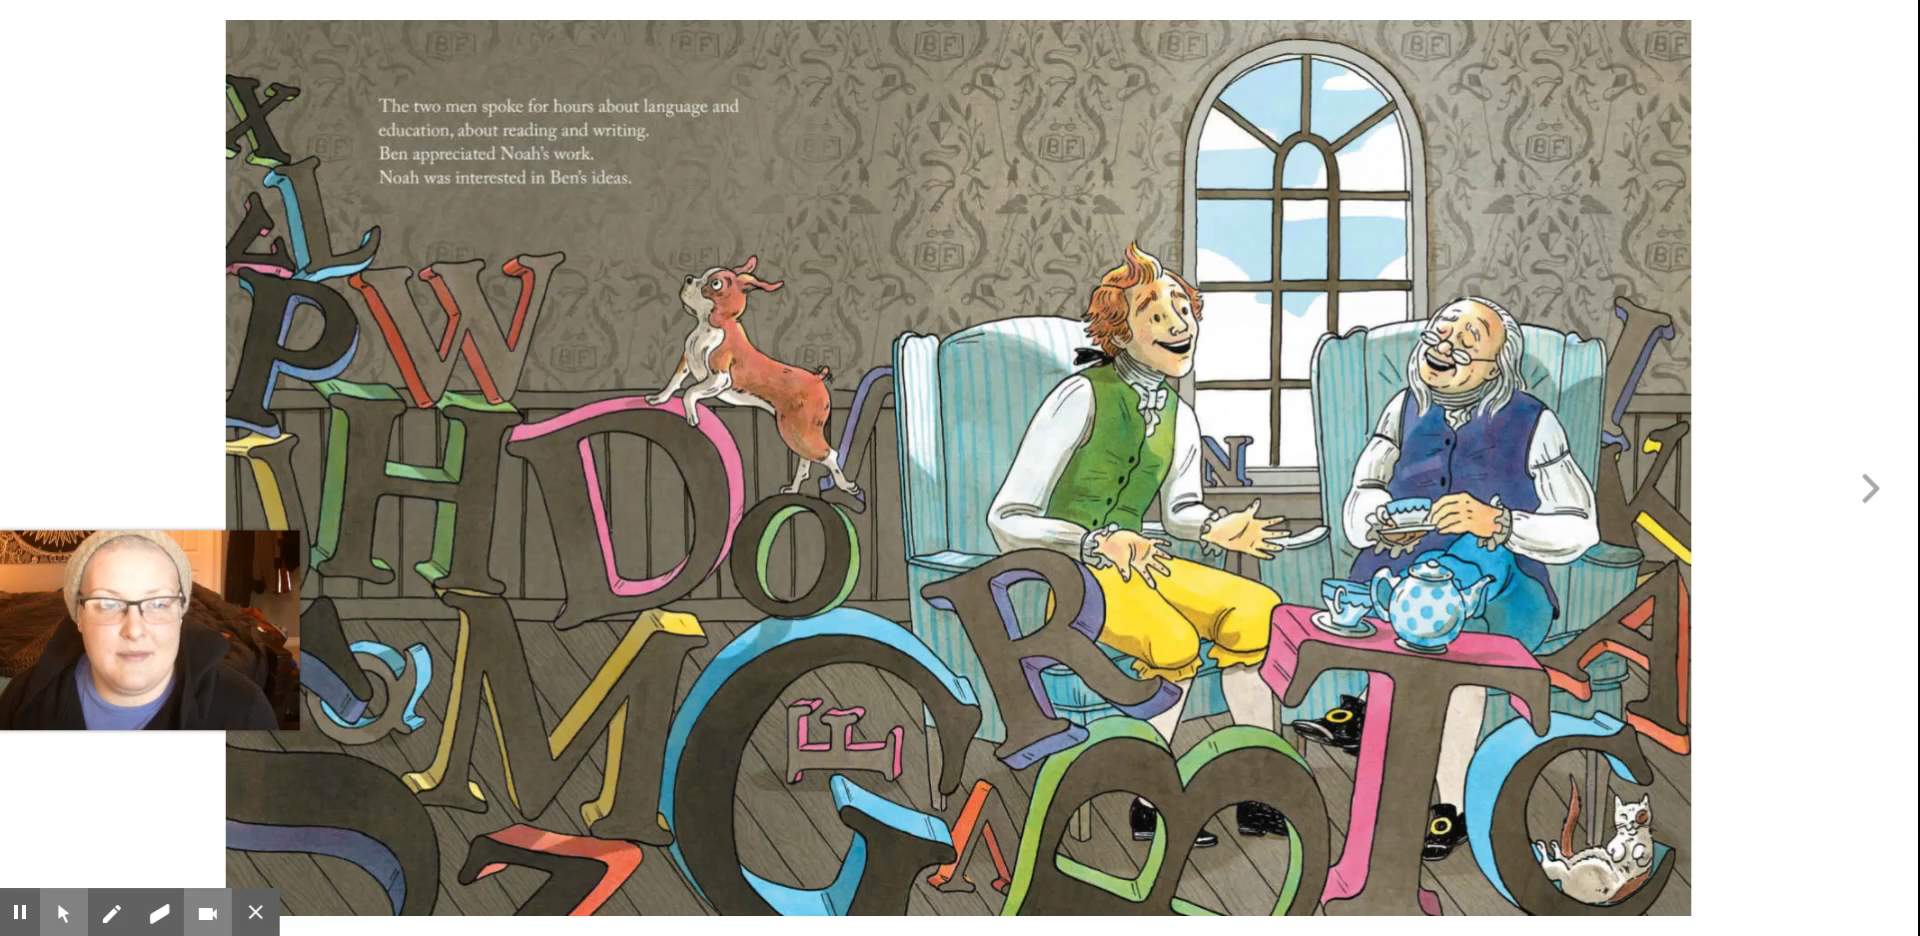 The two men spoke for hours about language and
education, about reading and writing.
Ben appreciated Noah's work.
Noah was interested in Ben's ideas.
BF
X
L
P
W
H
D
O
N
K
R
A
Q
M
G
E
B
T
C
Z
V